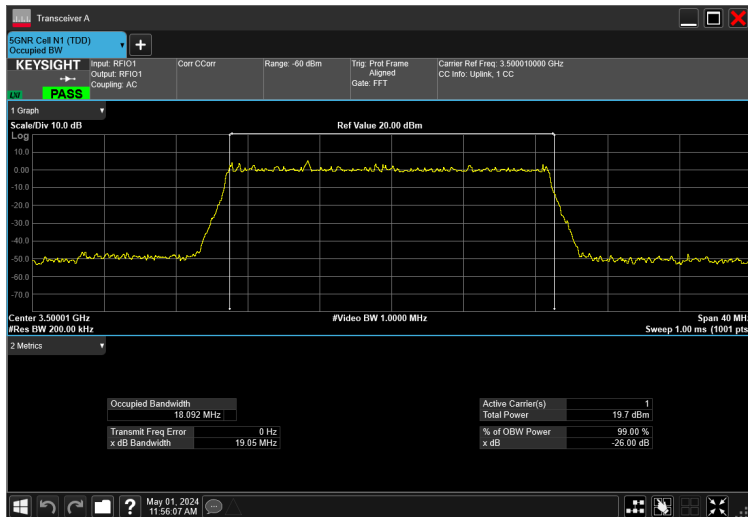 Transceiver A
5GNR Cell N1 (TDD)
Occupied BW
+
KEYSIGHT
LXI
PASS
Input: RFIO1
Output: RFIO1
Coupling: AC
Corr CCorr
Range: -60 dBm
Trig: Prot Frame
Aligned
Gate: FFT
Carrier Ref Freq: 3.500010000 GHz
CC Info: Uplink, 1 CC
1 Graph
Scale/Div 10.0 dB
Ref Value 20.00 dBm
Log
10.0
0.00
-10.0
-20.0
-30.0
-40.0
-50.0
-60.0
-70.0
Center 3.50001 GHz
#Video BW 1.0000 MHz
Span 40 MHz
#Res BW 200.00 kHz
Sweep 1.00 ms (1001 pts
2 Metrics
Occupied Bandwidth
18.092 MHz
Transmit Freq Error 0 Hz
x dB Bandwidth 19.05 MHz
Active Carrier(s) 1
Total Power 19.7 dBm
% of OBW Power 99.00 %
x dB -26.00 dB
?
May 01, 2024
11:56:07 AM